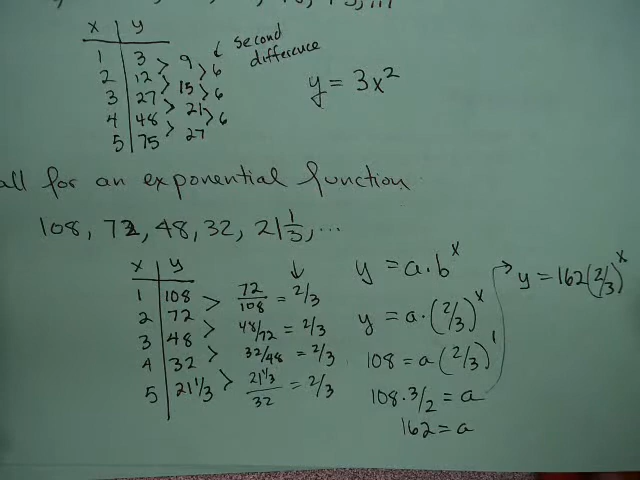 x | y
1 | 3 > 9 second difference
2 | 12 > 15 > 6
3 | 27 > 21 > 6
4 | 48 > 27 > 6
5 | 75
y = 3x²
all for an exponential function
108, 72, 48, 32, 21 1/3, ...
x | y
1 | 108 > 72/108 = 2/3
2 | 72 > 48/72 = 2/3
3 | 48 > 32/48 = 2/3
4 | 32 > 21 1/3 / 32 = 2/3
5 | 21 1/3
y = a·b^x
y = a·(2/3)^x
108 = a(2/3)^1
108·3/2 = a
162 = a
y = 162(2/3)^x